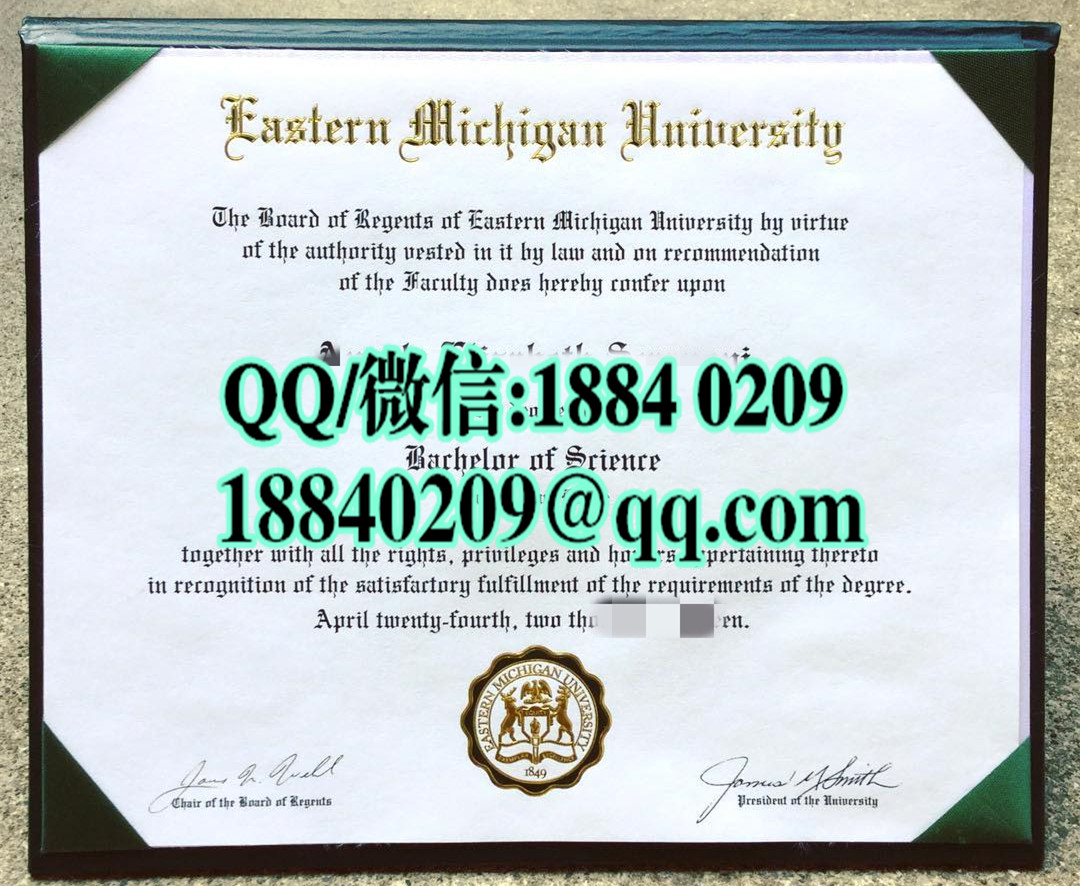 Eastern Michigan University
The Board of Regents of Eastern Michigan University by virtue
of the authority vested in it by law and on recommendation
of the Faculty does hereby confer upon
QQ/微信:1884 0209
Bachelor of Science
18840209@qq.com
together with all the rights, privileges and thereto
in recognition of the satisfactory fulfillment of the requirements of the degree.
April twenty-fourth, two
EASTERN MICHIGAN UNIVERSITY
1849
James M Smith
Chair of the Board of Regents
President of the University